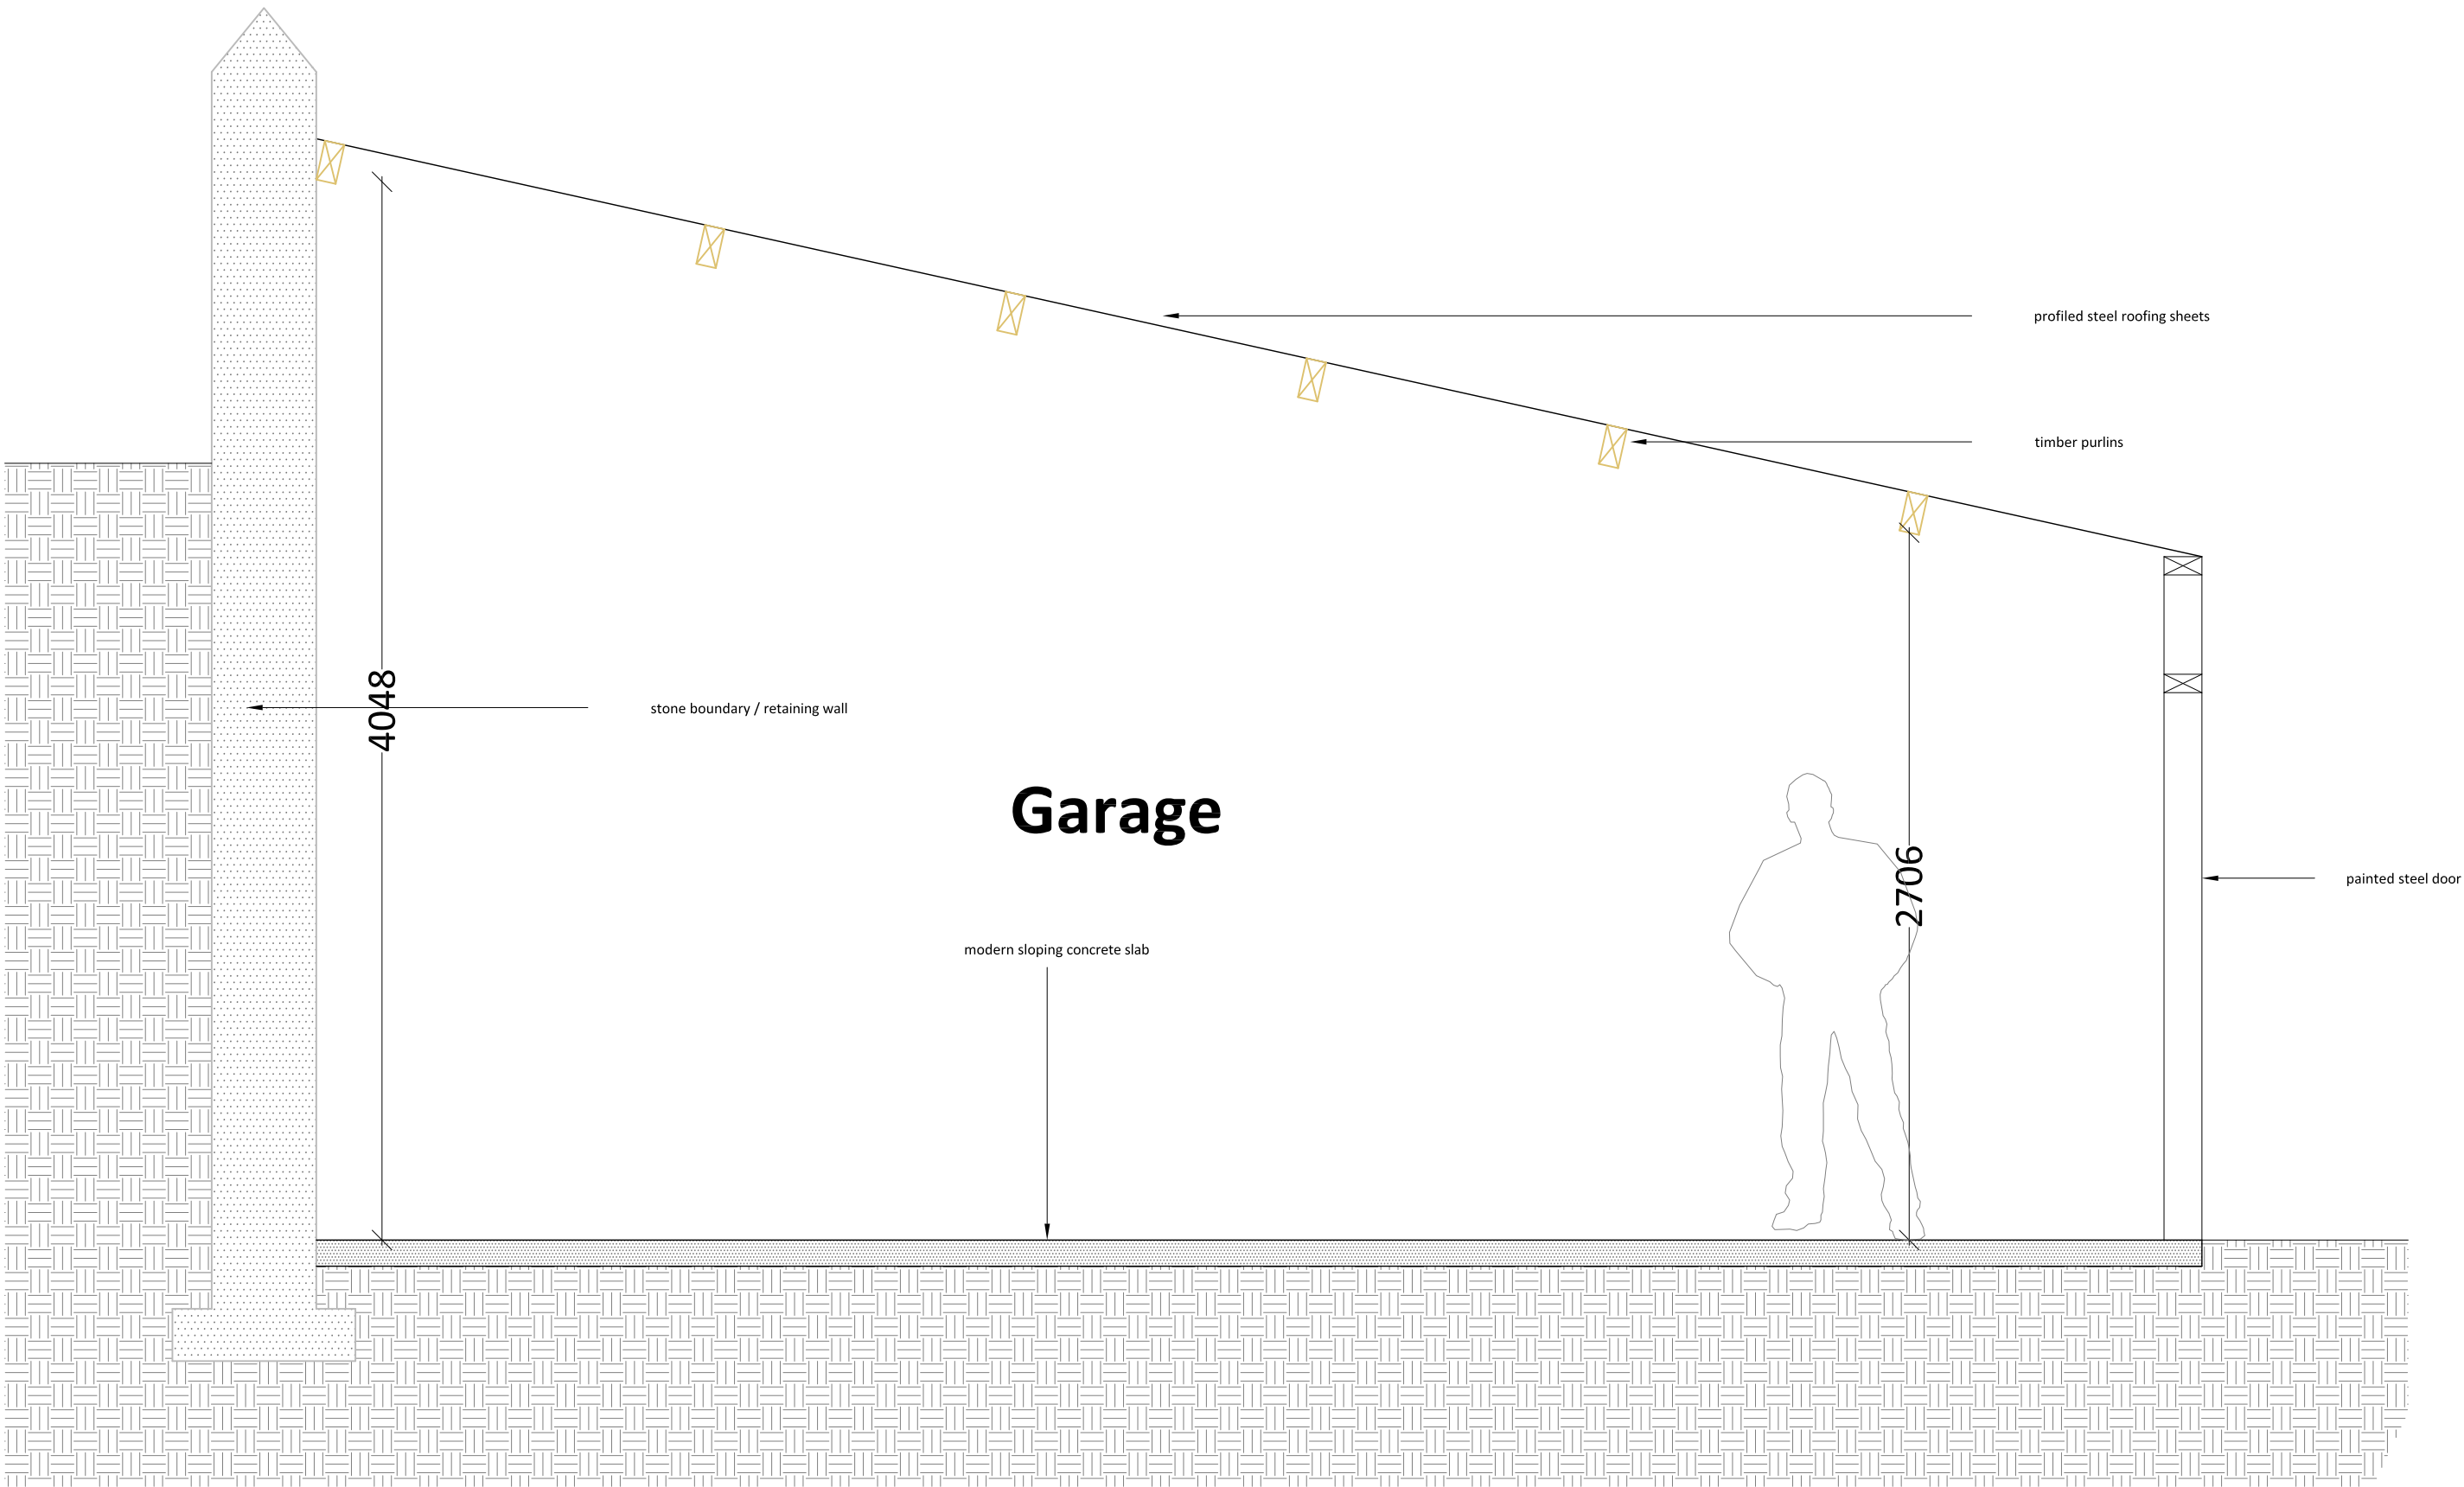 profiled steel roofing sheets
timber purlins
4048
stone boundary / retaining wall
Garage
2706
painted steel door
modern sloping concrete slab